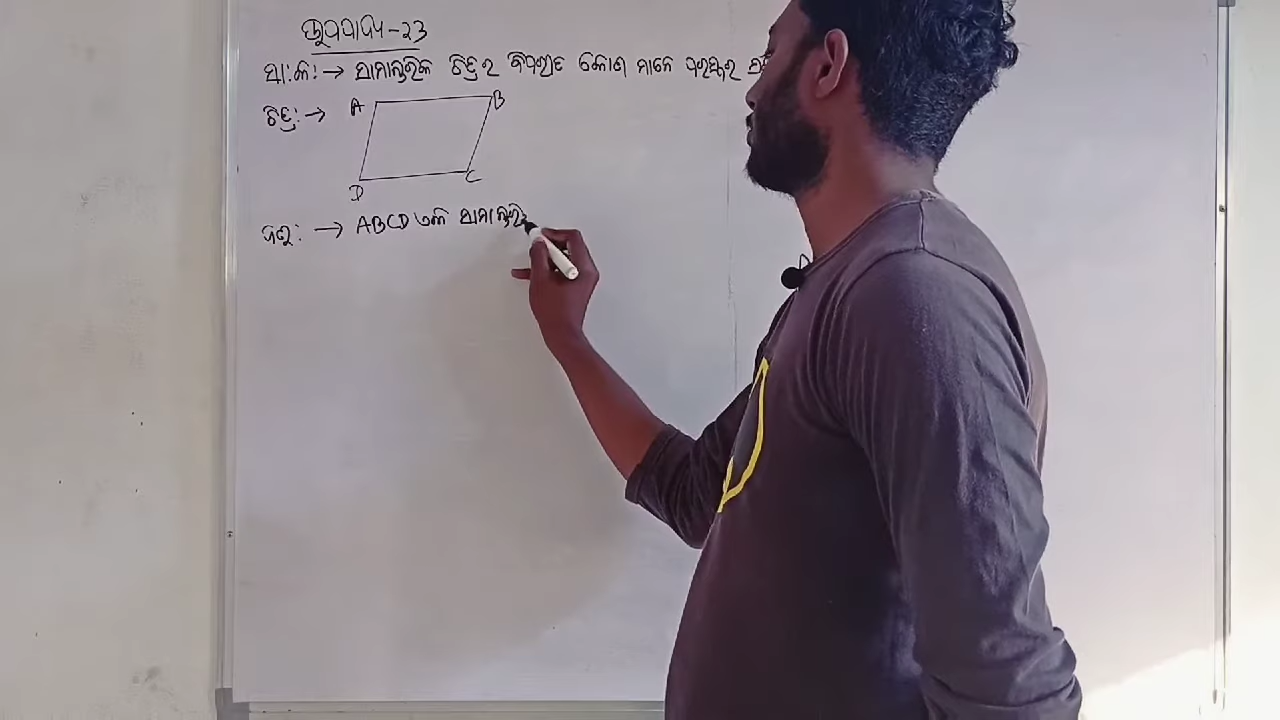 ଉପପାଦ୍ୟ-23
ସା:ନି: → ସାମାନ୍ତରିକ ଚିତ୍ରର ବିପରୀତ କୋଣ ମାନେ ପରସ୍ପର
ଚିତ୍ର: → A B
D C
ଦତ୍ତ: → ABCD ଏକ ସାମାନ୍ତରି